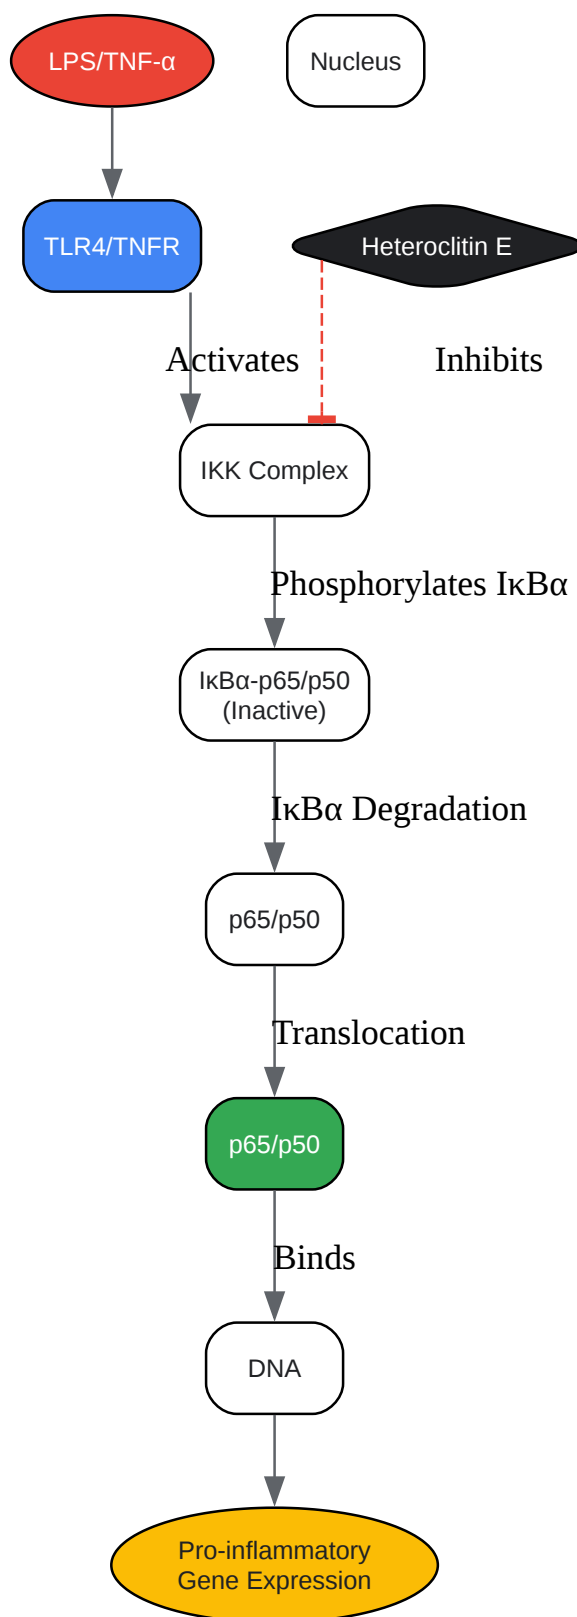 LPS/TNF-α
Nucleus
TLR4/TNFR
Heteroclitin E
Activates
Inhibits
IKK Complex
Phosphorylates IκBα
IκBα-p65/p50
(Inactive)
IκBα Degradation
p65/p50
Translocation
p65/p50
Binds
DNA
Pro-inflammatory
Gene Expression